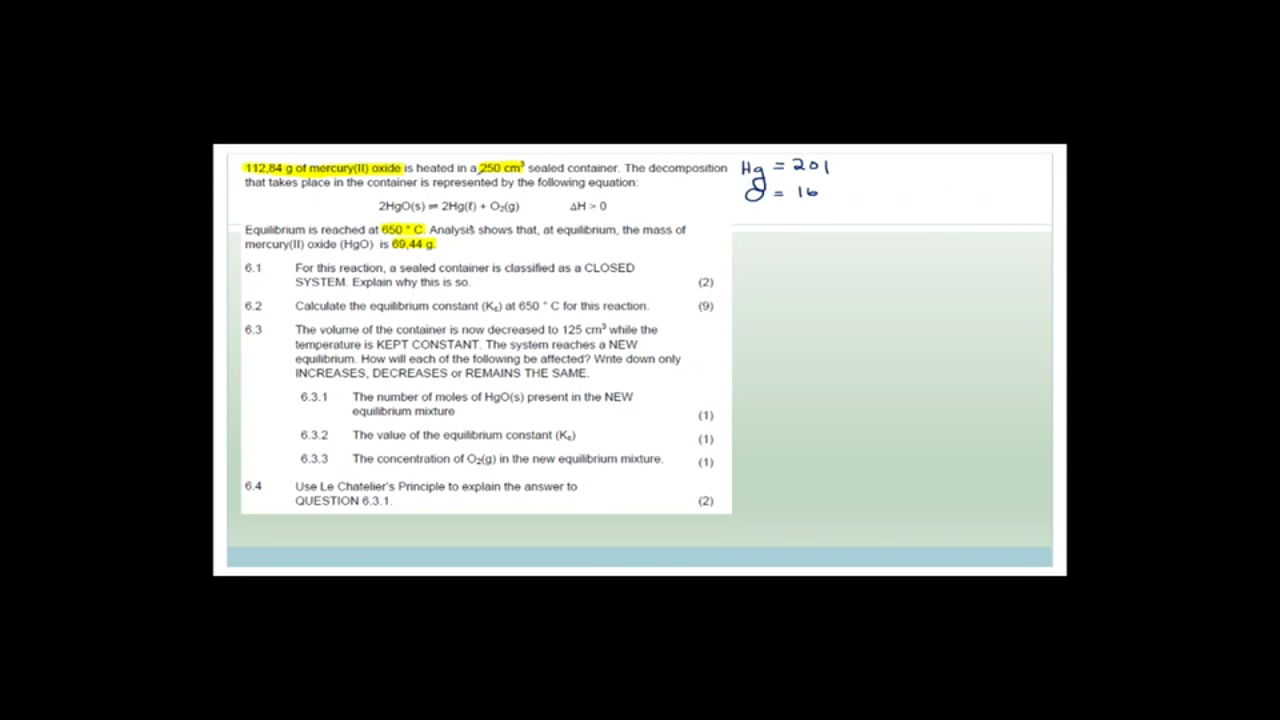 112,84 g of mercury(II) oxide is heated in a 250 cm³ sealed container. The decomposition
that takes place in the container is represented by the following equation:
2HgO(s) ⇌ 2Hg(ℓ) + O₂(g) ΔH > 0
Equilibrium is reached at 650 ° C. Analysis shows that, at equilibrium, the mass of
mercury(II) oxide (HgO) is 69,44 g.
6.1 For this reaction, a sealed container is classified as a CLOSED
SYSTEM. Explain why this is so. (2)
6.2 Calculate the equilibrium constant (K꜀) at 650 ° C for this reaction. (9)
6.3 The volume of the container is now decreased to 125 cm³ while the
temperature is KEPT CONSTANT. The system reaches a NEW
equilibrium. How will each of the following be affected? Write down only
INCREASES, DECREASES or REMAINS THE SAME.
6.3.1 The number of moles of HgO(s) present in the NEW
equilibrium mixture (1)
6.3.2 The value of the equilibrium constant (K꜀) (1)
6.3.3 The concentration of O₂(g) in the new equilibrium mixture. (1)
6.4 Use Le Chatelier's Principle to explain the answer to
QUESTION 6.3.1. (2)
Hg = 201
O = 16